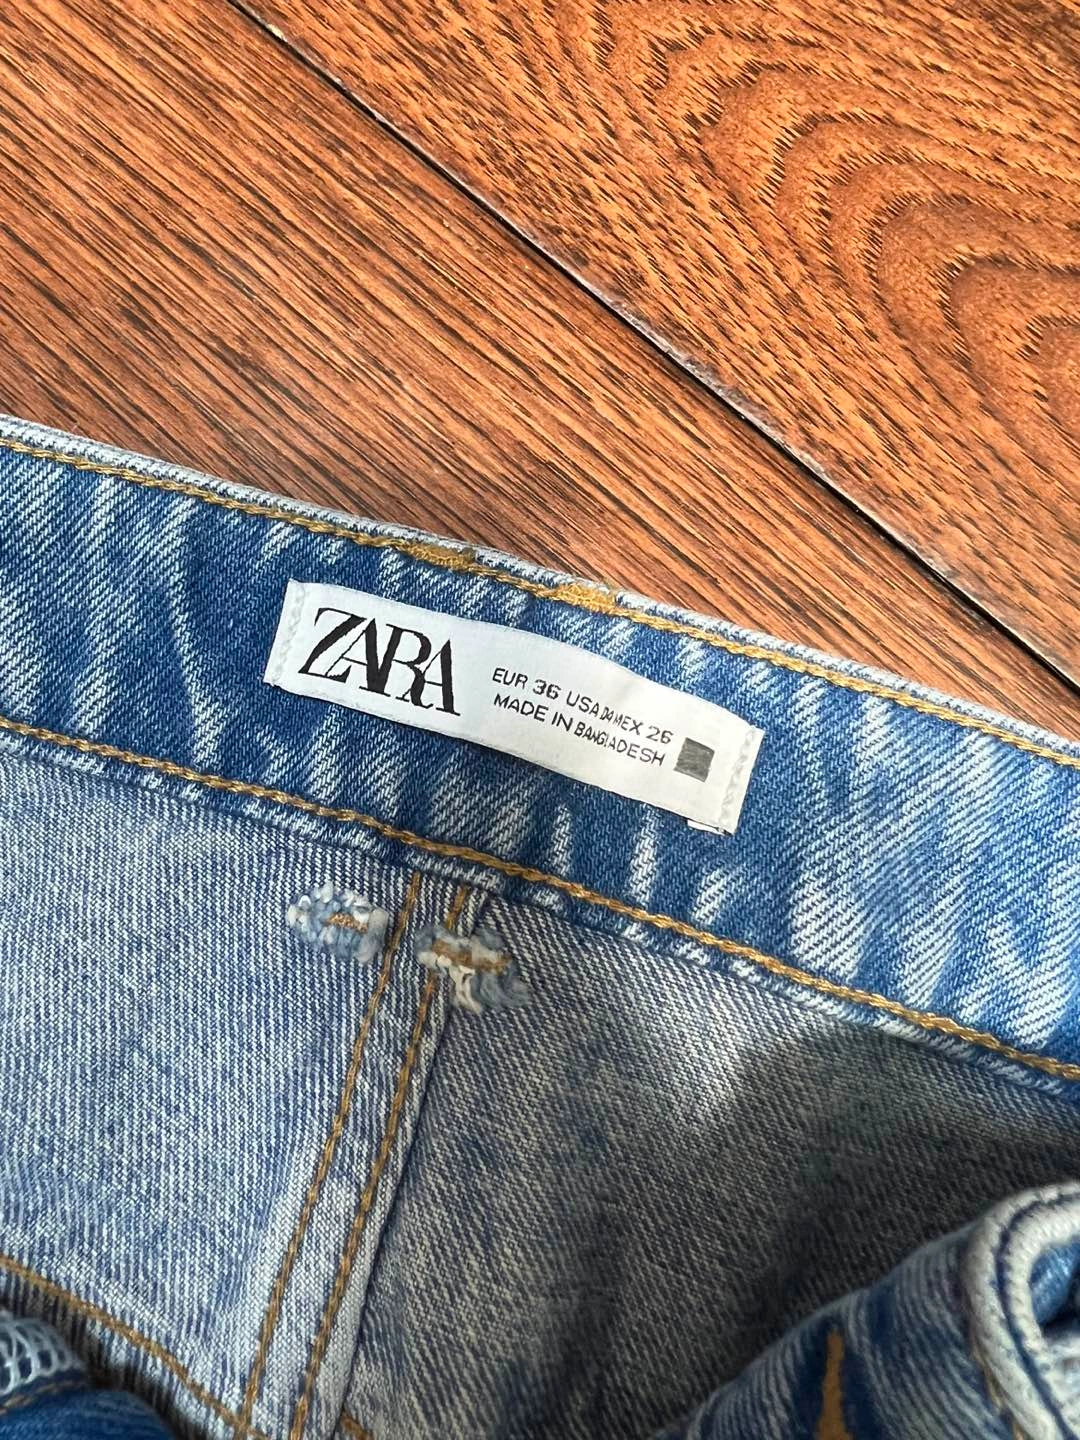 ZARA
EUR 36 USA 04 MEX 26
MADE IN BANGLADESH